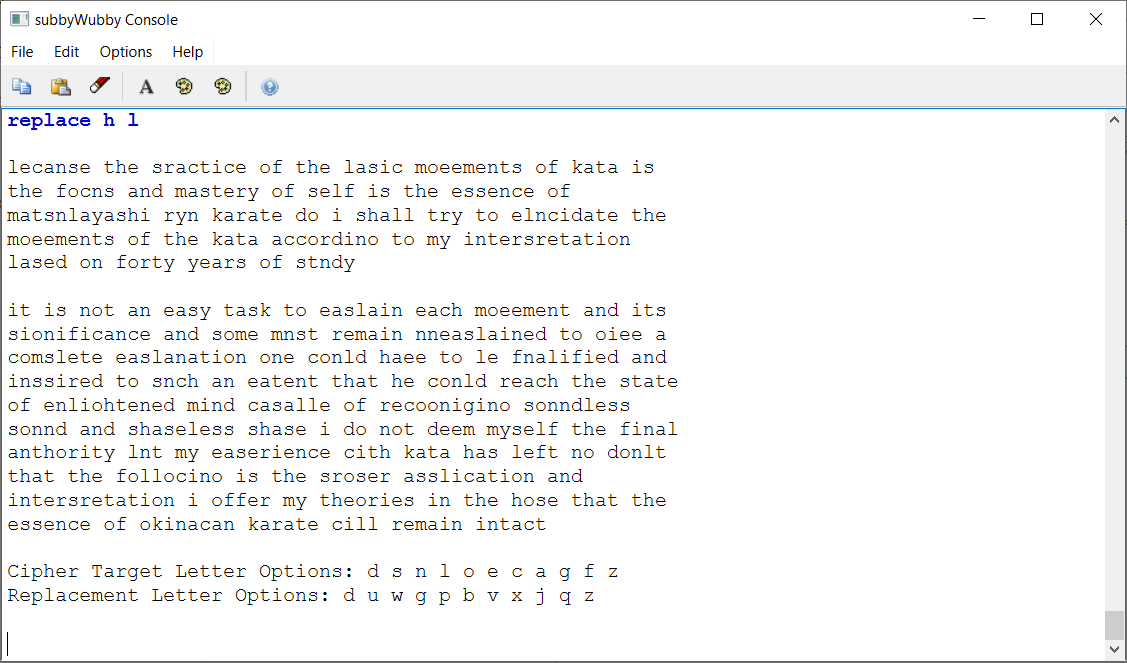 subbyWubby Console
File Edit Options Help
replace h l
lecanse the sractice of the lasic moeements of kata is
the focns and mastery of self is the essence of
matsnlayashi ryn karate do i shall try to elncidate the
moeements of the kata accordino to my intersretation
lased on forty years of stndy
it is not an easy task to easlain each moeement and its
sionificance and some mnst remain nneaslained to oiee a
comslete easlanation one conld haee to le fnalified and
inssired to snch an eatent that he conld reach the state
of enliohtened mind casalle of recoonigino sonndless
sonnd and shaseless shase i do not deem myself the final
anthority lnt my easerience cith kata has left no donlt
that the follocino is the sroser asslication and
intersretation i offer my theories in the hose that the
essence of okinacan karate cill remain intact
Cipher Target Letter Options: d s n l o e c a g f z
Replacement Letter Options: d u w g p b v x j q z